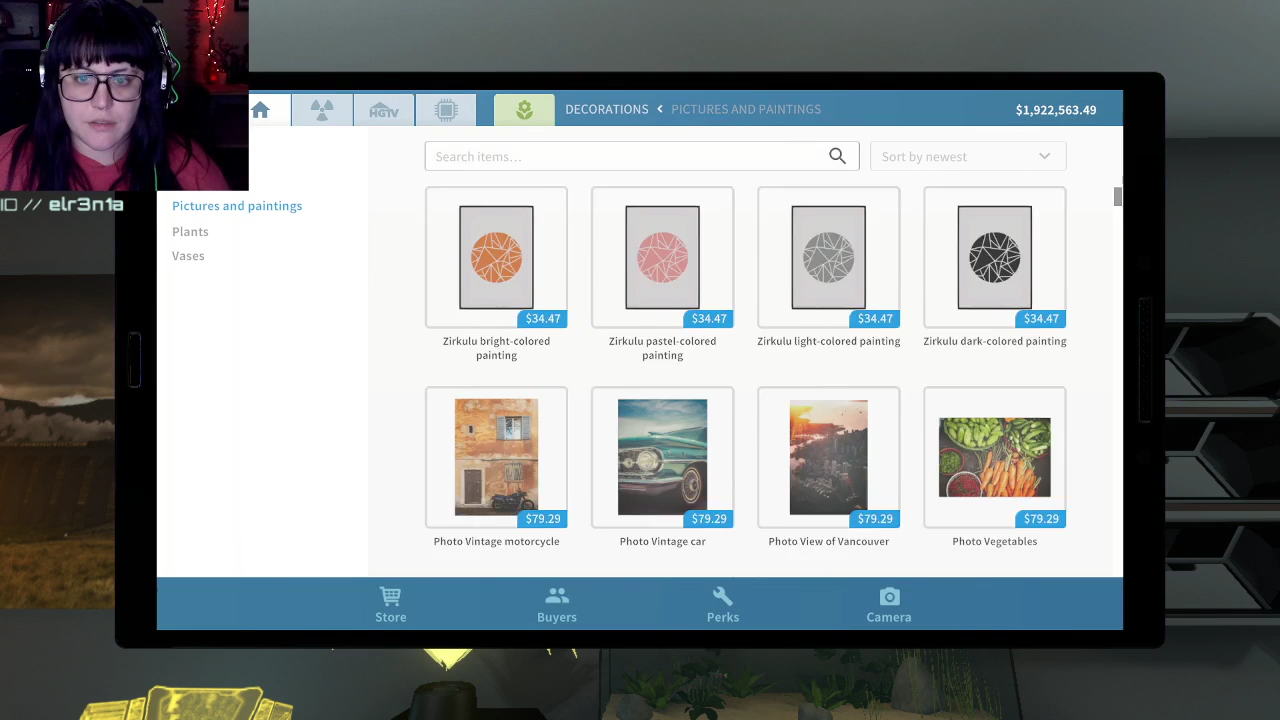 HGTV
DECORATIONS < PICTURES AND PAINTINGS
$1,922,563.49
Search items...
Sort by newest
ID // elr3n1a
Pictures and paintings
Plants
Vases
$34.47
$34.47
$34.47
$34.47
Zirkulu bright-colored
painting
Zirkulu pastel-colored
painting
Zirkulu light-colored painting
Zirkulu dark-colored painting
$79.29
$79.29
$79.29
$79.29
Photo Vintage motorcycle
Photo Vintage car
Photo View of Vancouver
Photo Vegetables
Store
Buyers
Perks
Camera